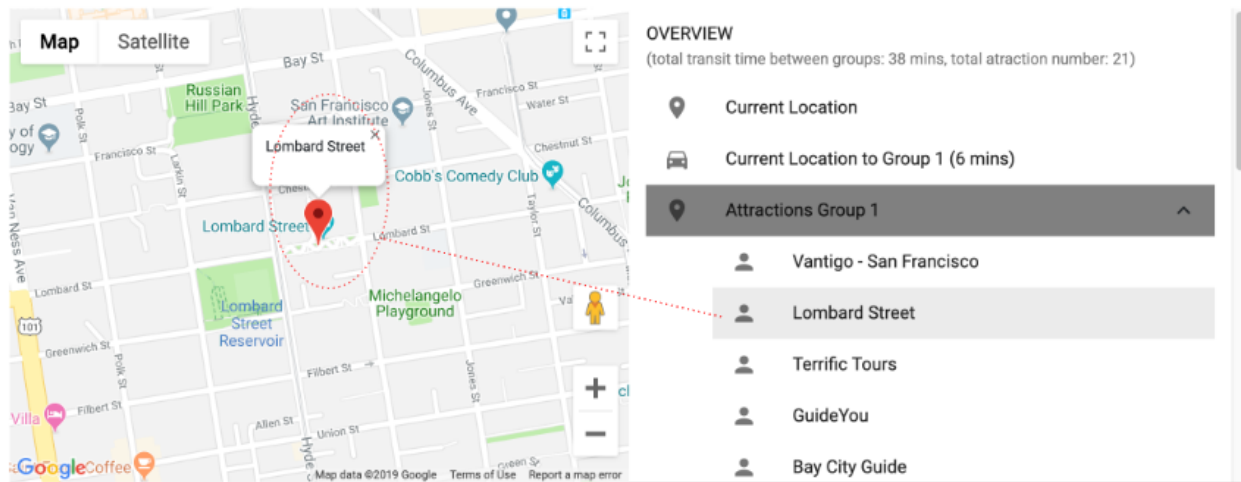 Map
Satellite
Bay St
Columbus Ave
Russian
Hill Park
Hyde
San Francisco
Art Institute
Jones St
Francisco St
Water St
Bay St
Polk St
Francisco St
Larkin St
Lombard Street
Chestnut St
Cobb's Comedy Club
Taylor St
Columbus
Van Ness Ave
Lombard Street
Lombard St
Lombard St
Greenwich St
Michelangelo
Playground
Lombard
Street
Reservoir
101
Greenwich St
Polk St
Filbert St
Jones St
Villa
Filbert St
Allen St
Union St
Hyde
Green St
Google
Coffee
Map data ©2019 Google
Terms of Use
Report a map error
OVERVIEW
(total transit time between groups: 38 mins, total atraction number: 21)
Current Location
Current Location to Group 1 (6 mins)
Attractions Group 1
Vantigo - San Francisco
Lombard Street
Terrific Tours
GuideYou
Bay City Guide